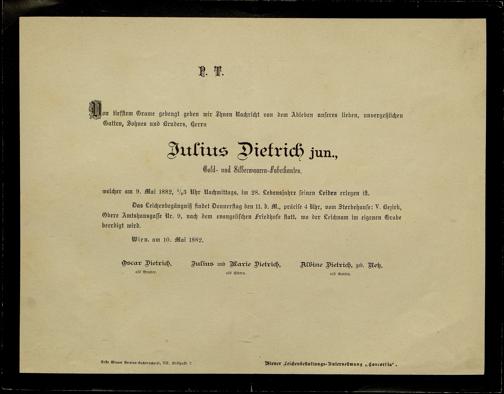 P. T.
Von tiefstem Grame gebeugt geben wir Ihnen Nachricht von dem Ableben unseres lieben, unvergeßlichen
Gatten, Sohnes und Bruders, Herrn
Julius Dietrich jun.,
Gold- und Silberwaaren-Fabrikanten,
welcher am 9. Mai 1882, ½3 Uhr Nachmittags, im 28. Lebensjahre seinen Leiden erlegen ist.
Das Leichenbegängniß findet Donnerstag den 11. d. M., präcise 4 Uhr, vom Sterbehause: V. Bezirk,
Obere Amtshausgasse Nr. 9, nach dem evangelischen Friedhofe statt, wo der Leichnam im eigenen Grabe
beerdigt wird.
Wien, am 10. Mai 1882.
Oscar Dietrich, Julius und Marie Dietrich, Albine Dietrich, geb.
als Bruder. als Eltern. als Gattin.
Erste Wiener Vereins-Buchdruckerei, VII.
Wiener Leichenbestattungs-Unternehmung „Concordia“.